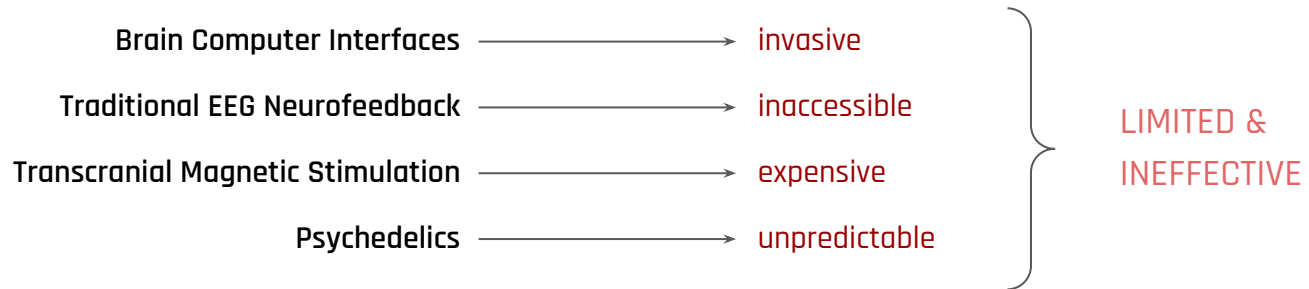 Brain Computer Interfaces invasive
Traditional EEG Neurofeedback inaccessible
Transcranial Magnetic Stimulation expensive
Psychedelics unpredictable
LIMITED &
INEFFECTIVE